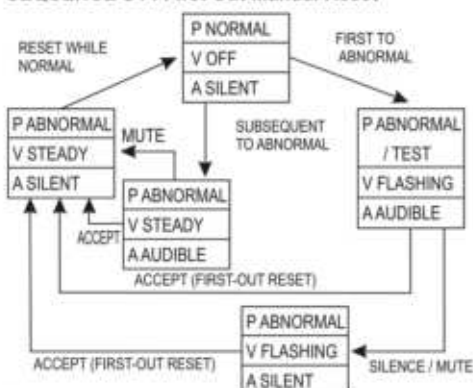 P NORMAL
V OFF
A SILENT
RESET WHILE
NORMAL
FIRST TO
ABNORMAL
P ABNORMAL
V STEADY
A SILENT
MUTE
SUBSEQUENT
TO ABNORMAL
P ABNORMAL
/ TEST
V FLASHING
A AUDIBLE
P ABNORMAL
V STEADY
A AUDIBLE
ACCEPT
ACCEPT (FIRST-OUT RESET)
P ABNORMAL
V FLASHING
A SILENT
ACCEPT (FIRST-OUT RESET)
SILENCE / MUTE